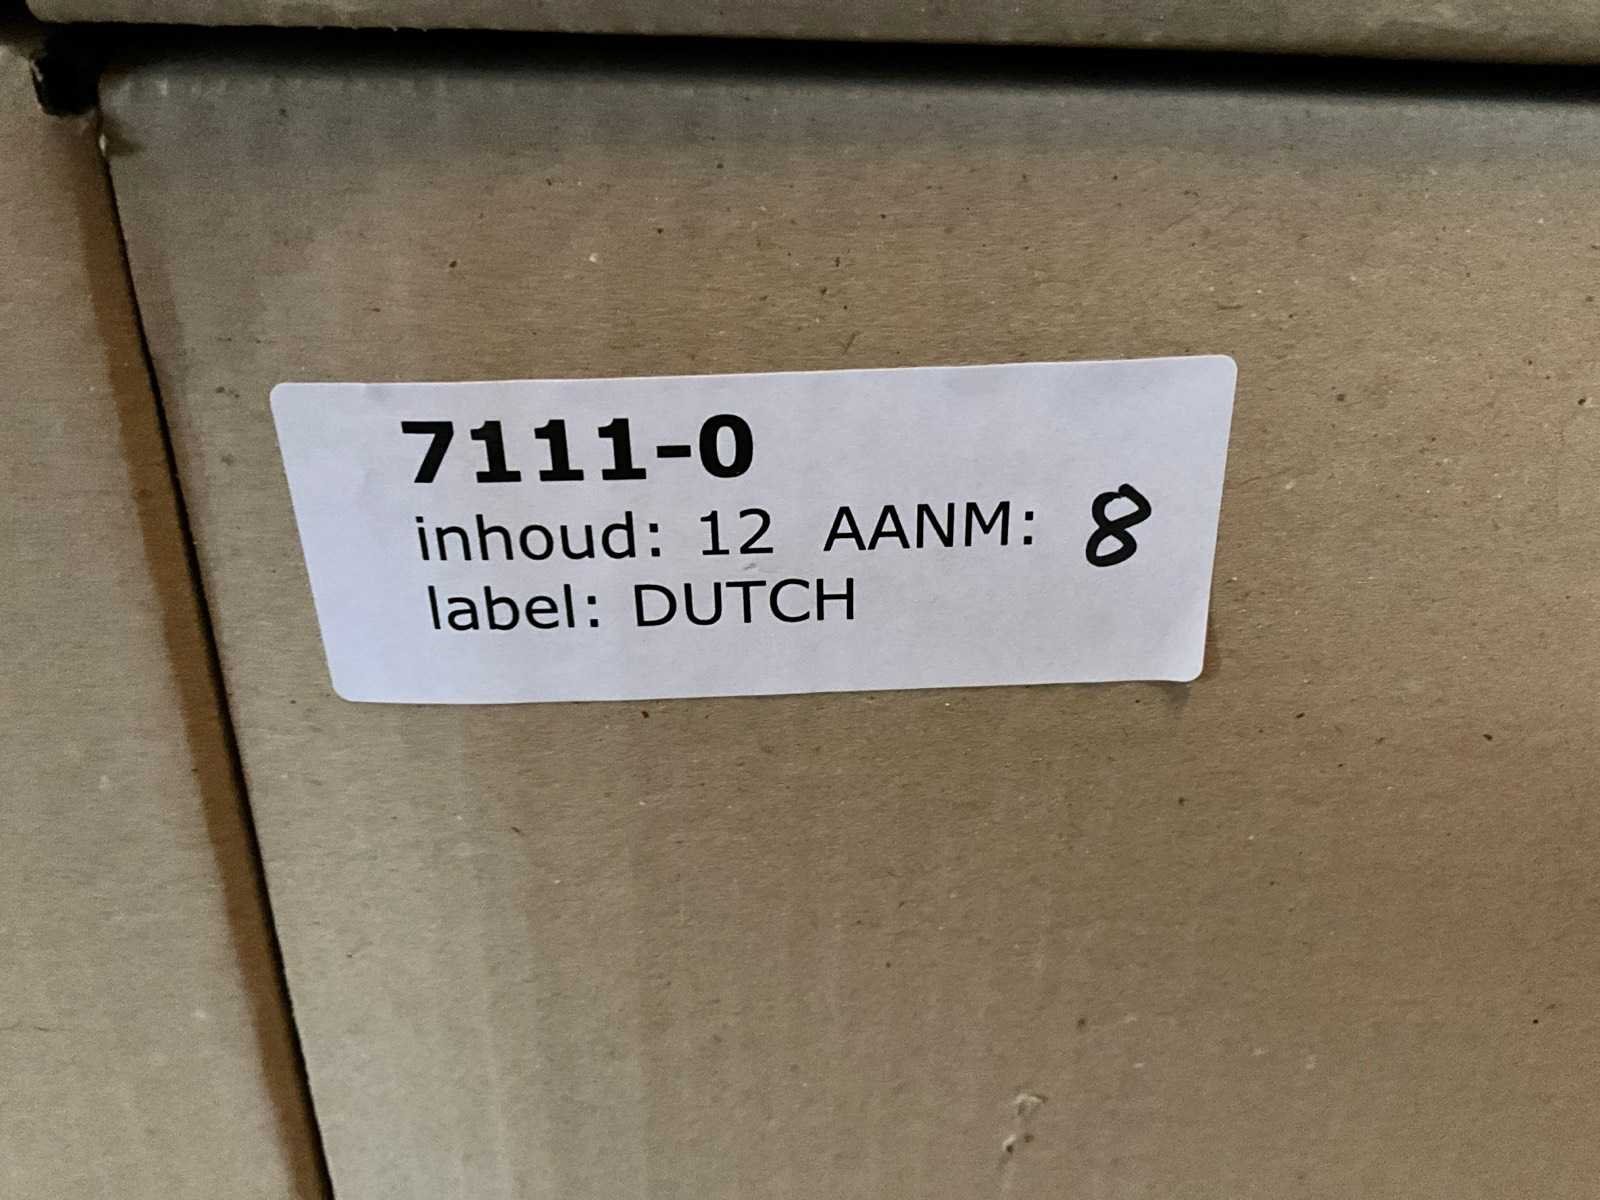 7111-0
inhoud: 12 AANM: 8
label: DUTCH